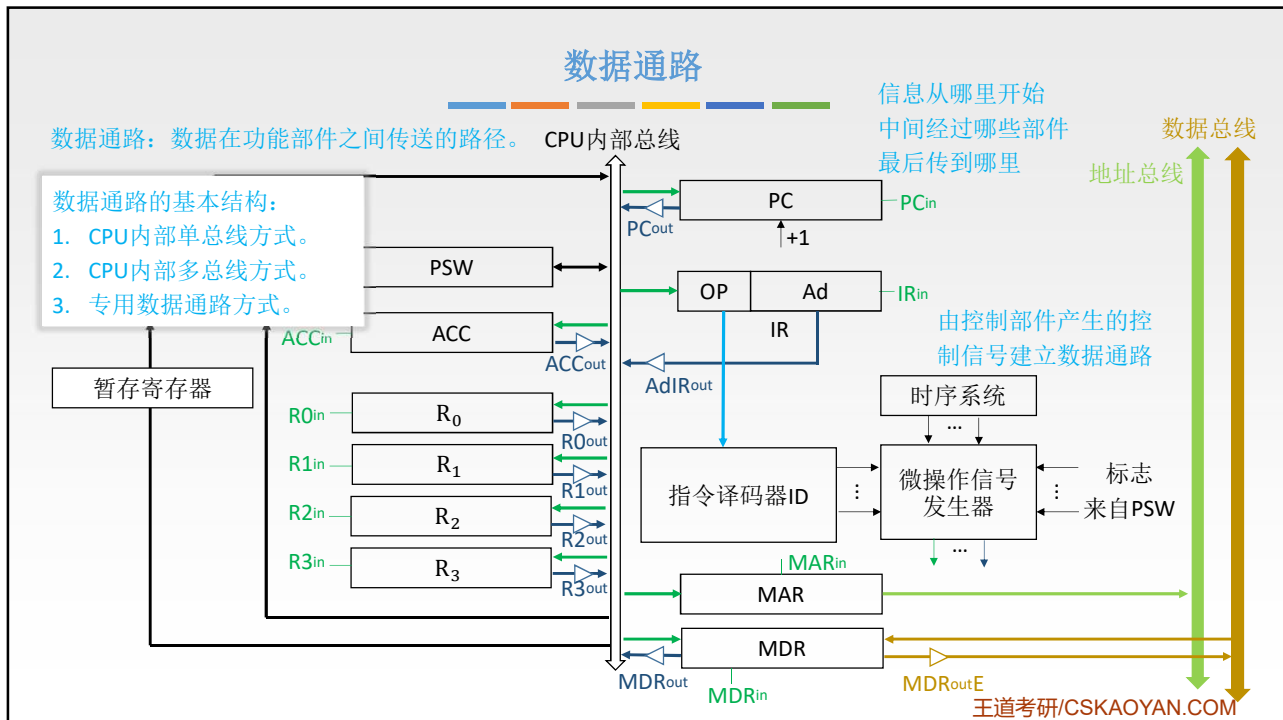 数据通路
信息从哪里开始
中间经过哪些部件
最后传到哪里
数据总线
地址总线
数据通路：数据在功能部件之间传送的路径。
CPU内部总线
数据通路的基本结构：
1. CPU内部单总线方式。
2. CPU内部多总线方式。
3. 专用数据通路方式。
PC
PCin
PCout
+1
PSW
OP
Ad
IRin
IR
ACCin
ACC
ACCout
AdIRout
由控制部件产生的控
制信号建立数据通路
暂存寄存器
时序系统
...
R0in
R0
R0out
R1in
R1
R1out
R2in
R2
R2out
R3in
R3
R3out
指令译码器ID
...
微操作信号
发生器
...
标志
来自PSW
...
MARin
MAR
MDR
MDRout
MDRin
MDRoutE
王道考研/CSKAOYAN.COM